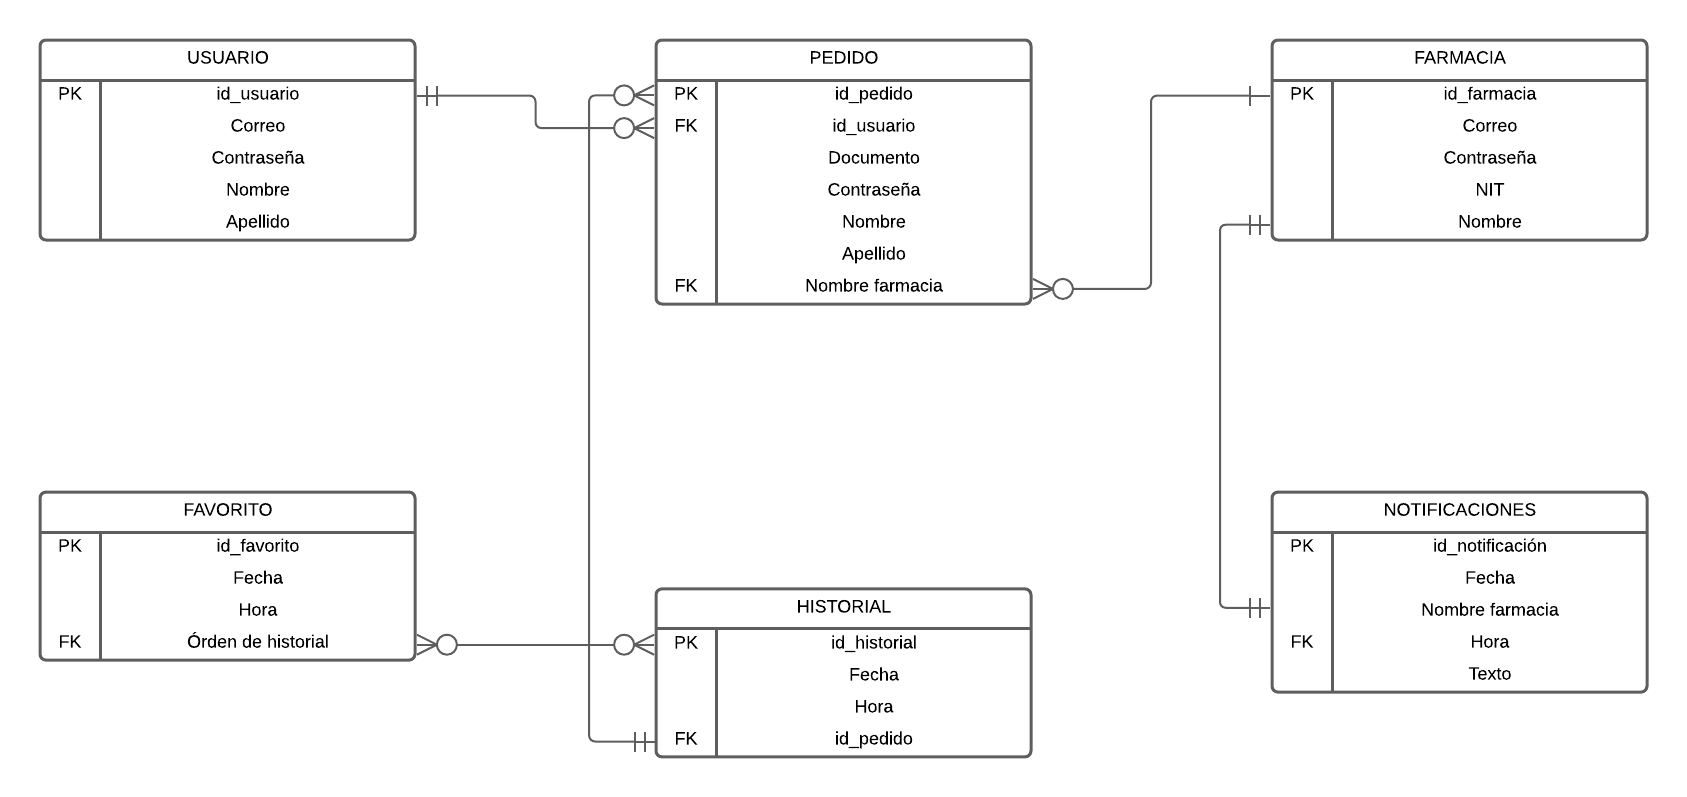 USUARIO
PK id_usuario
Correo
Contraseña
Nombre
Apellido
PEDIDO
PK id_pedido
FK id_usuario
Documento
Contraseña
Nombre
Apellido
FK Nombre farmacia
FARMACIA
PK id_farmacia
Correo
Contraseña
NIT
Nombre
FAVORITO
PK id_favorito
Fecha
Hora
FK Órden de historial
HISTORIAL
PK id_historial
Fecha
Hora
FK id_pedido
NOTIFICACIONES
PK id_notificación
Fecha
Nombre farmacia
FK Hora
Texto